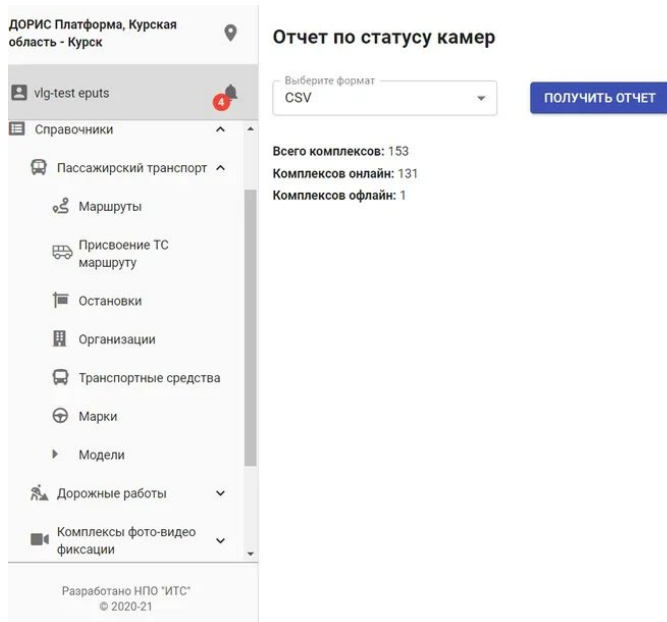 ДОРИС Платформа, Курская
область - Курск
vlg-test eputs
4
Справочники
Пассажирский транспорт
Маршруты
Присвоение ТС
маршруту
Остановки
Организации
Транспортные средства
Марки
Модели
Дорожные работы
Комплексы фото-видео
фиксации
Разработано НПО "ИТС"
© 2020-21
Отчет по статусу камер
Выберите формат
CSV
ПОЛУЧИТЬ ОТЧЕТ
Всего комплексов: 153
Комплексов онлайн: 131
Комплексов офлайн: 1